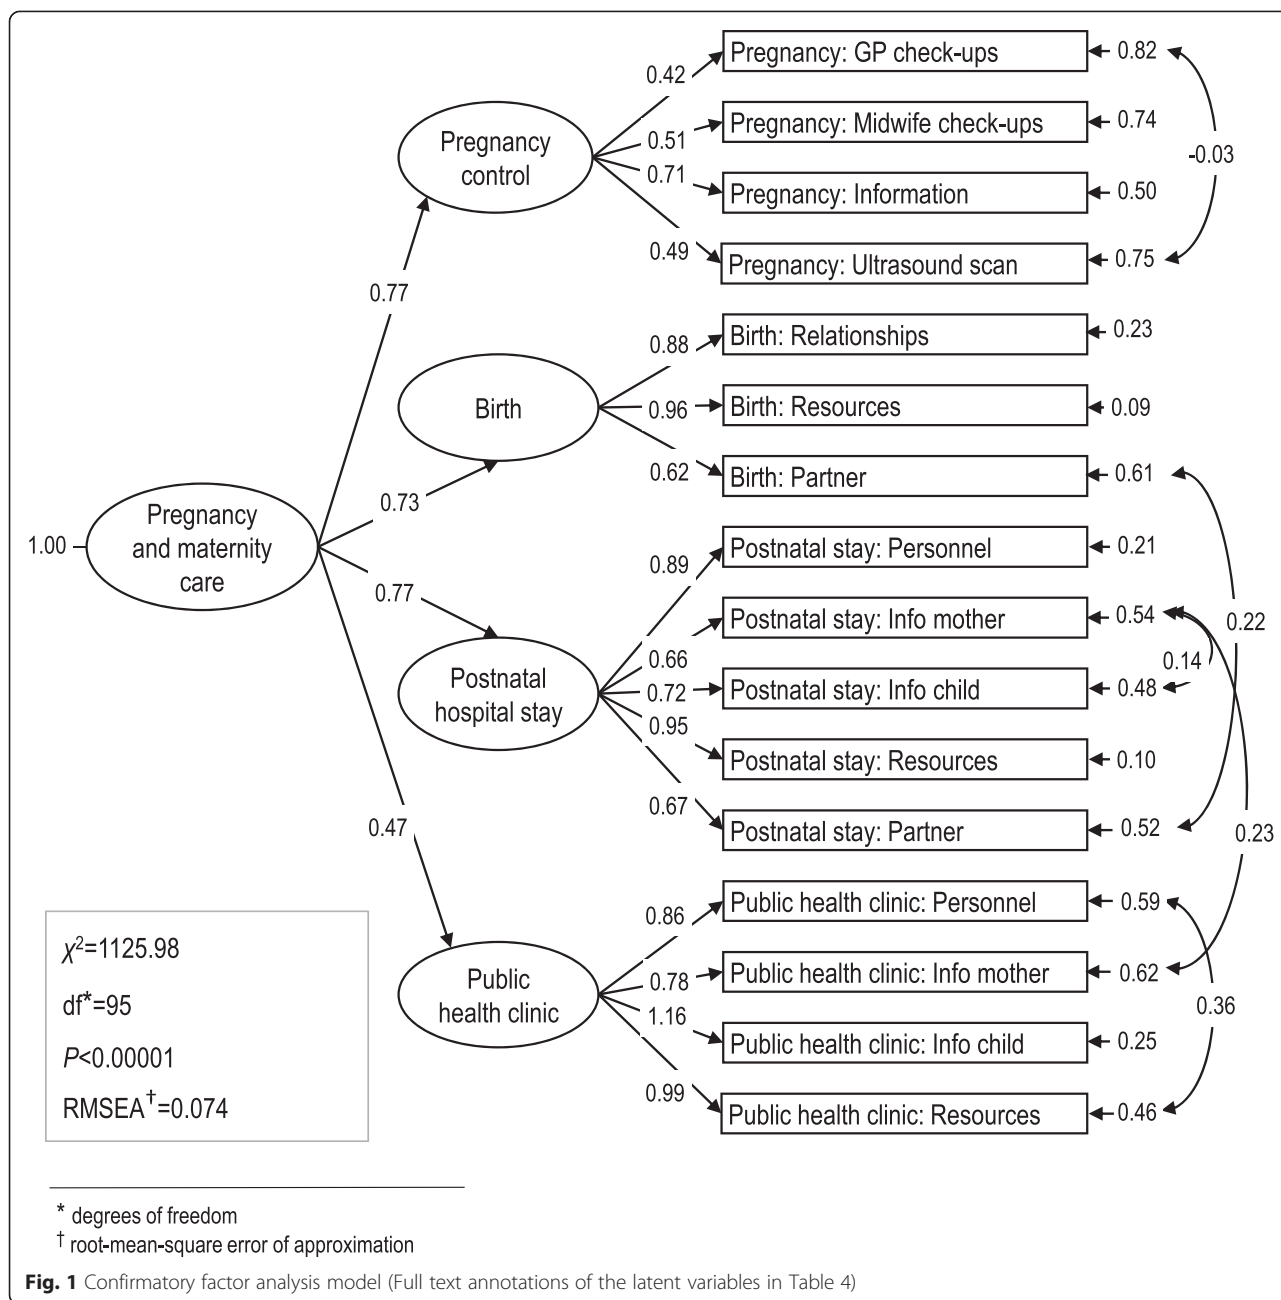 Pregnancy: GP check-ups
0.82
0.42
Pregnancy: Midwife check-ups
0.74
0.51
Pregnancy
control
-0.03
0.71
Pregnancy: Information
0.50
0.49
Pregnancy: Ultrasound scan
0.75
0.77
Birth: Relationships
0.23
0.88
Birth
0.96
Birth: Resources
0.09
0.62
Birth: Partner
0.61
0.73
1.00
Pregnancy
and maternity
care
0.77
Postnatal stay: Personnel
0.21
0.89
Postnatal stay: Info mother
0.54
0.22
0.66
0.14
Postnatal
hospital stay
0.72
Postnatal stay: Info child
0.48
0.95
Postnatal stay: Resources
0.10
0.67
Postnatal stay: Partner
0.52
0.23
0.47
Public health clinic: Personnel
0.59
0.86
Public
health clinic
0.78
Public health clinic: Info mother
0.62
0.36
1.16
Public health clinic: Info child
0.25
0.99
Public health clinic: Resources
0.46
χ²=1125.98
df*=95
P<0.00001
RMSEA†=0.074
* degrees of freedom
† root-mean-square error of approximation
Fig. 1 Confirmatory factor analysis model (Full text annotations of the latent variables in Table 4)